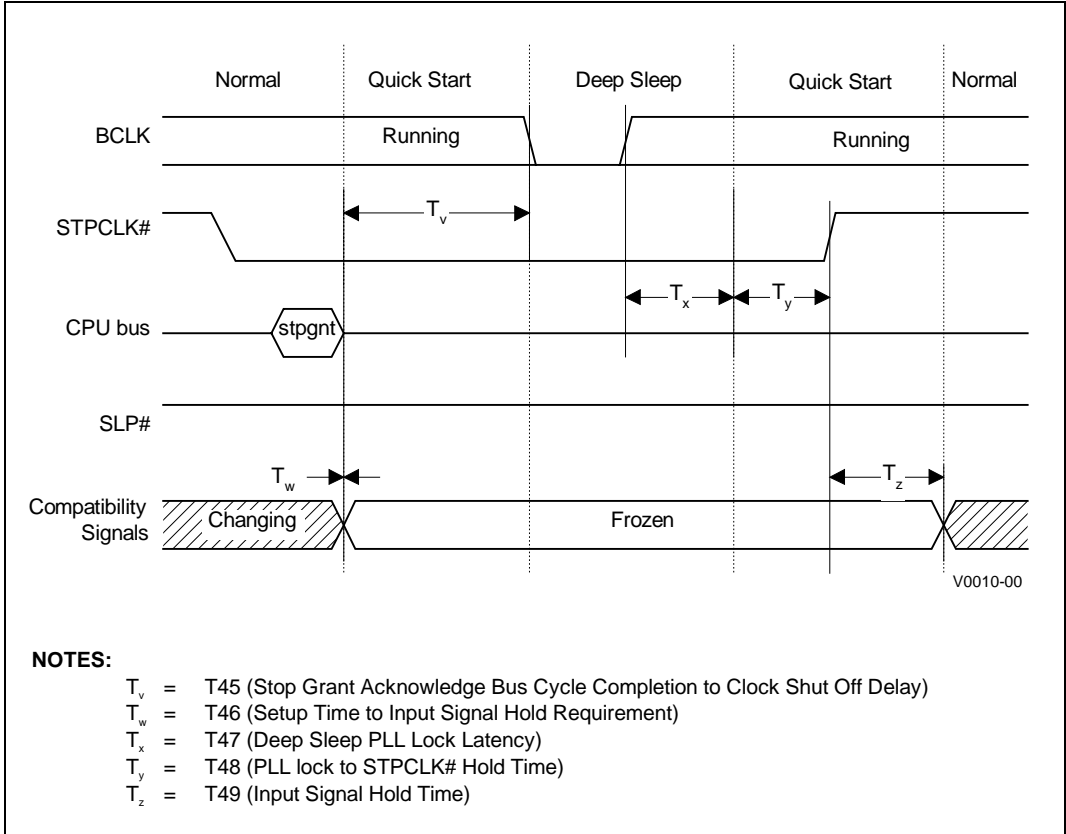 Normal Quick Start Deep Sleep Quick Start Normal
BCLK Running Running
STPCLK# Tv
CPU bus stpgnt Tx Ty
SLP#
Tw Tz
Compatibility Signals Changing Frozen
V0010-00
NOTES:
Tv = T45 (Stop Grant Acknowledge Bus Cycle Completion to Clock Shut Off Delay)
Tw = T46 (Setup Time to Input Signal Hold Requirement)
Tx = T47 (Deep Sleep PLL Lock Latency)
Ty = T48 (PLL lock to STPCLK# Hold Time)
Tz = T49 (Input Signal Hold Time)